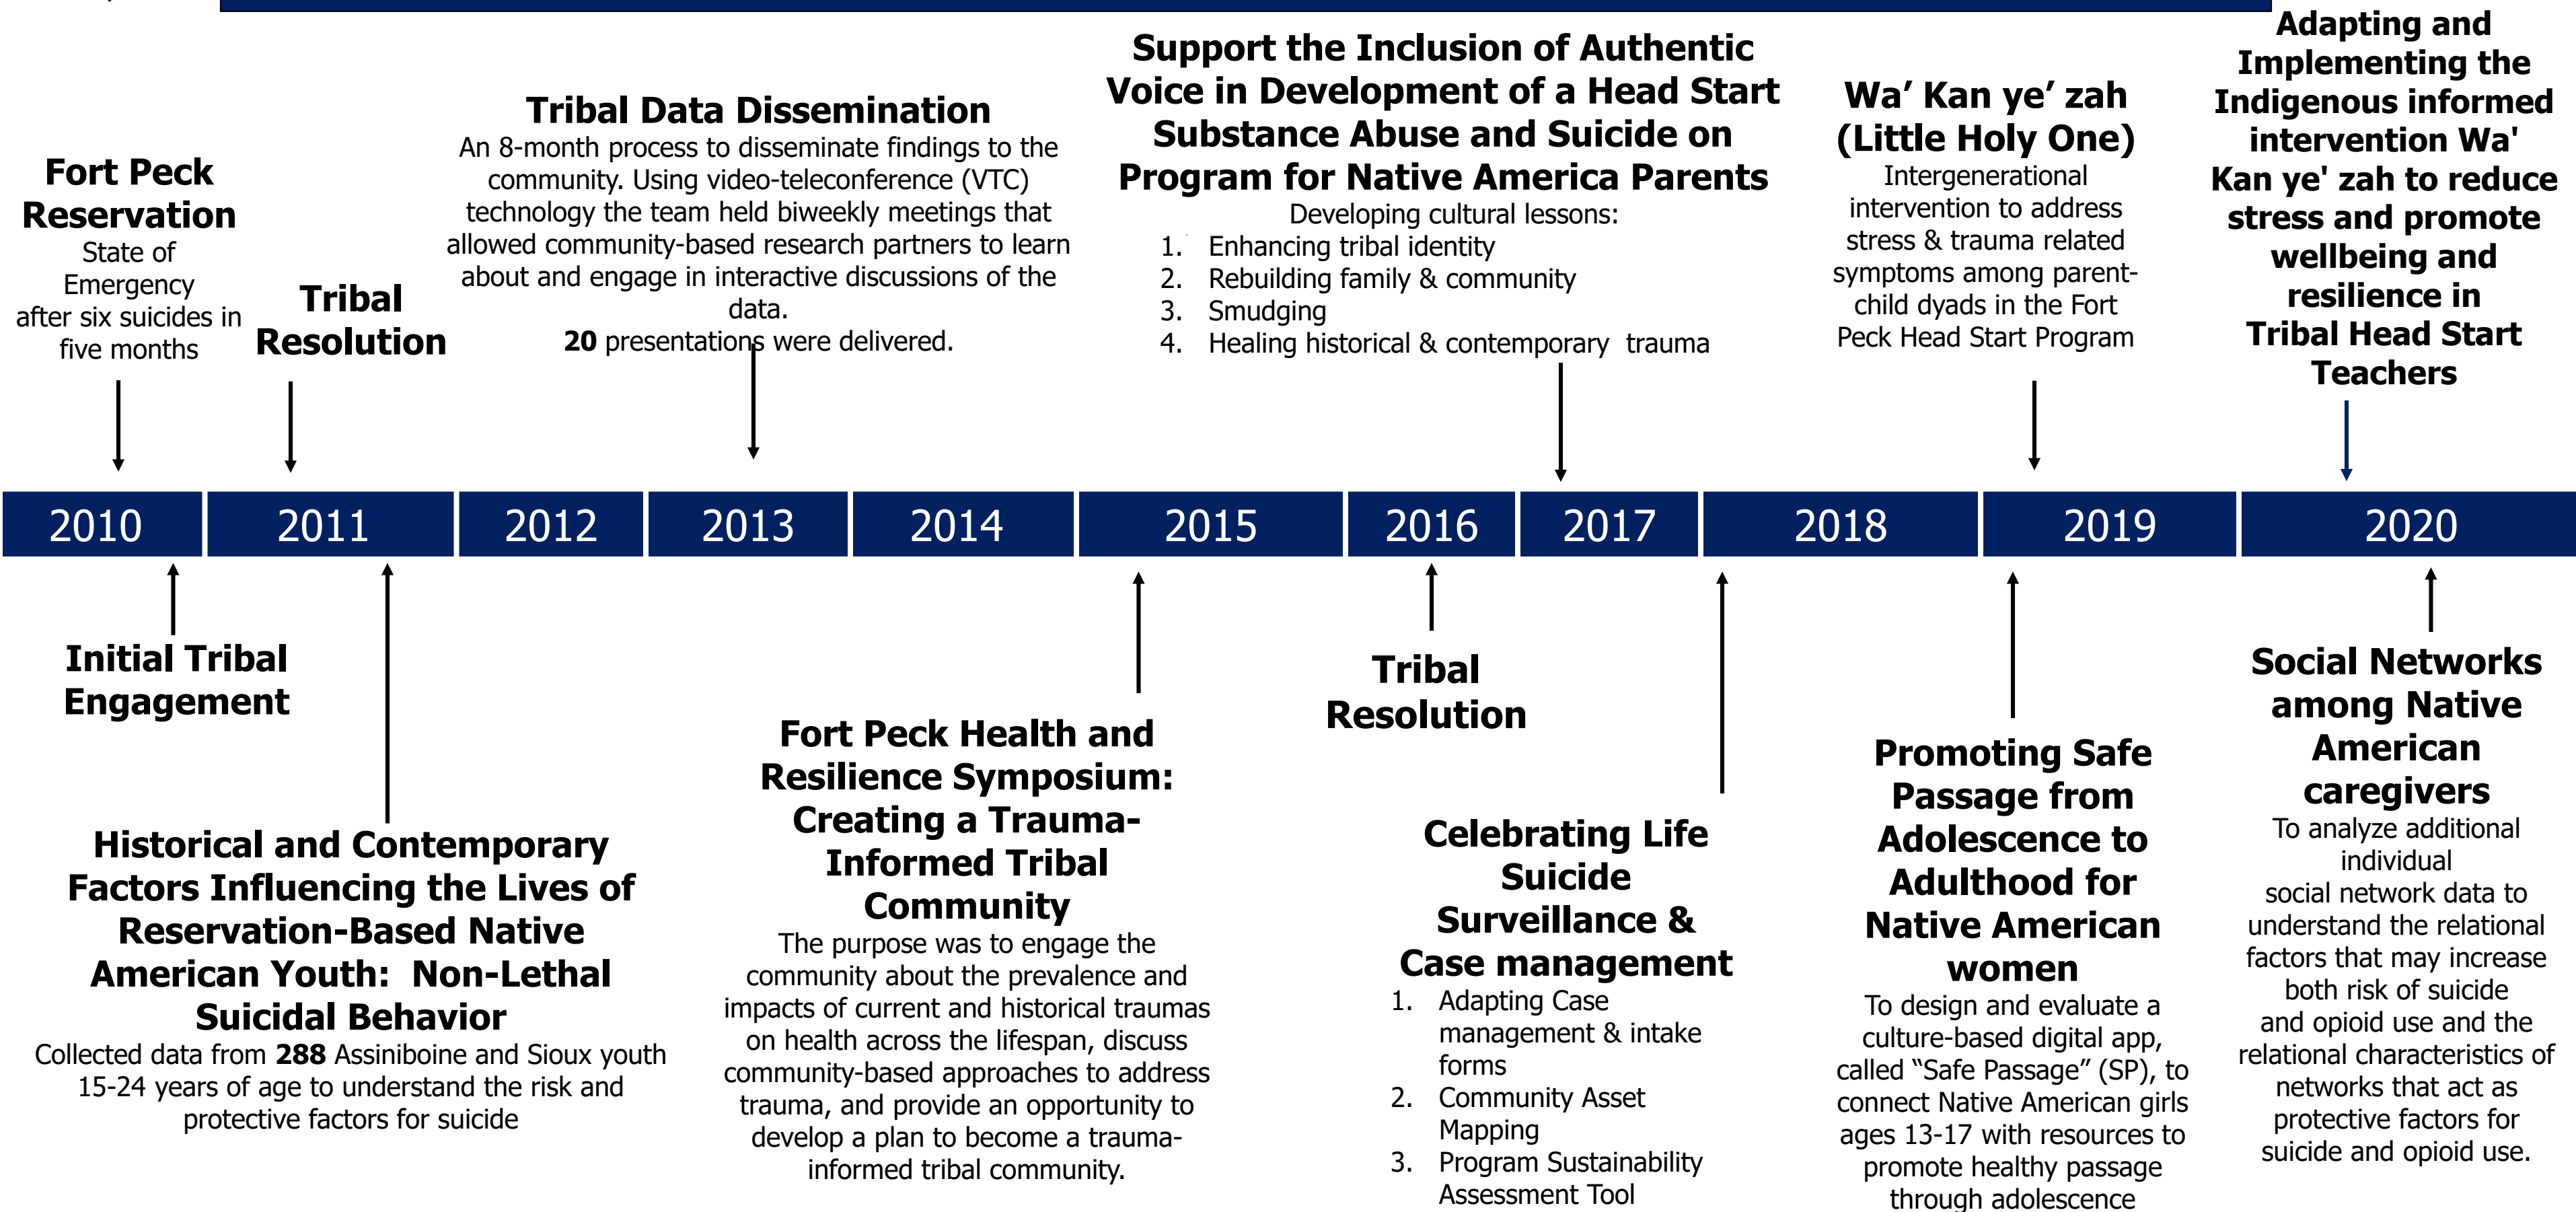 Fort Peck
Reservation
State of
Emergency
after six suicides in
five months
Tribal
Resolution
Tribal Data Dissemination
An 8-month process to disseminate findings to the
community. Using video-teleconference (VTC)
technology the team held biweekly meetings that
allowed community-based research partners to learn
about and engage in interactive discussions of the
data.
20 presentations were delivered.
Support the Inclusion of Authentic
Voice in Development of a Head Start
Substance Abuse and Suicide on
Program for Native America Parents
Developing cultural lessons:
1. Enhancing tribal identity
2. Rebuilding family & community
3. Smudging
4. Healing historical & contemporary  trauma
Wa’ Kan ye’ zah
(Little Holy One)
Intergenerational
intervention to address
stress & trauma related
symptoms among parent-
child dyads in the Fort
Peck Head Start Program
Adapting and
Implementing the
Indigenous informed
intervention Wa'
Kan ye' zah to reduce
stress and promote
wellbeing and
resilience in
Tribal Head Start
Teachers
2010 2011 2012 2013 2014 2015 2016 2017 2018 2019 2020
Initial Tribal
Engagement
Historical and Contemporary
Factors Influencing the Lives of
Reservation-Based Native
American Youth:  Non-Lethal
Suicidal Behavior
Collected data from 288 Assiniboine and Sioux youth
15-24 years of age to understand the risk and
protective factors for suicide
Fort Peck Health and
Resilience Symposium:
Creating a Trauma-
Informed Tribal
Community
The purpose was to engage the
community about the prevalence and
impacts of current and historical traumas
on health across the lifespan, discuss
community-based approaches to address
trauma, and provide an opportunity to
develop a plan to become a trauma-
informed tribal community.
Tribal
Resolution
Celebrating Life
Suicide
Surveillance &
Case management
1. Adapting Case
management & intake
forms
2. Community Asset
Mapping
3. Program Sustainability
Assessment Tool
Promoting Safe
Passage from
Adolescence to
Adulthood for
Native American
women
To design and evaluate a
culture-based digital app,
called “Safe Passage” (SP), to
connect Native American girls
ages 13-17 with resources to
promote healthy passage
through adolescence
Social Networks
among Native
American
caregivers
To analyze additional
individual
social network data to
understand the relational
factors that may increase
both risk of suicide
and opioid use and the
relational characteristics of
networks that act as
protective factors for
suicide and opioid use.